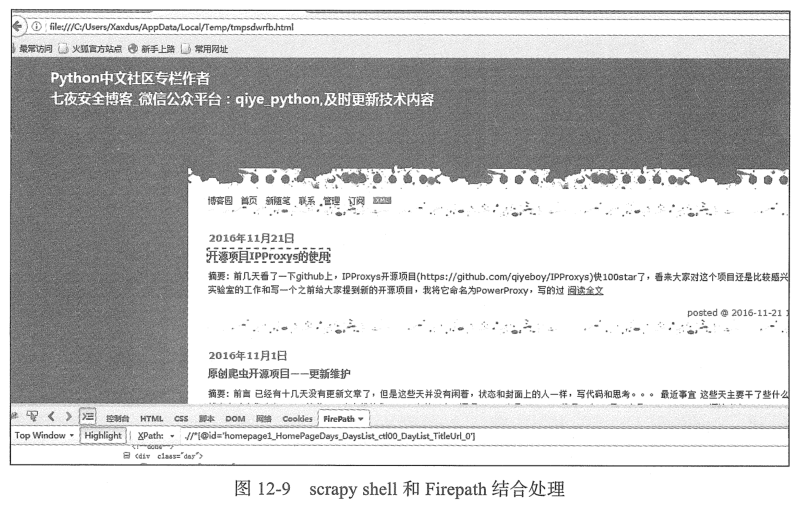 file:///C:/Users/Xaxdus/AppData/Local/Temp/tmpsdwrfb.html
最常访问 火狐官方站点 新手上路 常用网址
Python中文社区专栏作者
七夜安全博客_微信公众平台：qiye_python,及时更新技术内容
博客园 首页 新随笔 联系 管理 订阅 XML
2016年11月21日
开源项目IPProxys的使用
摘要: 前几天看了一下github上，IPProxys开源项目(https://github.com/qiyeboy/IPProxys)快100star了，看来大家对这个项目还是比较感兴
实验室的工作和写一个之前给大家提到新的开源项目，我将它命名为PowerProxy，写的过 阅读全文
posted @ 2016-11-21 1
2016年11月1日
原创爬虫开源项目——更新维护
摘要: 前言 已经有十几天没有更新文章了，但是这些天并没有闲着，状态和封面上的人一样，写代码和思考。。。 最近事宜 这些天主要干了些什么
控制台 HTML CSS 脚本 DOM 网络 Cookies FirePath
Top Window Highlight XPath: .//*[@id='homepage1_HomePageDays_DaysList_ctl00_DayList_TitleUrl_0']
<div class="day">
图 12-9 scrapy shell 和 Firepath 结合处理